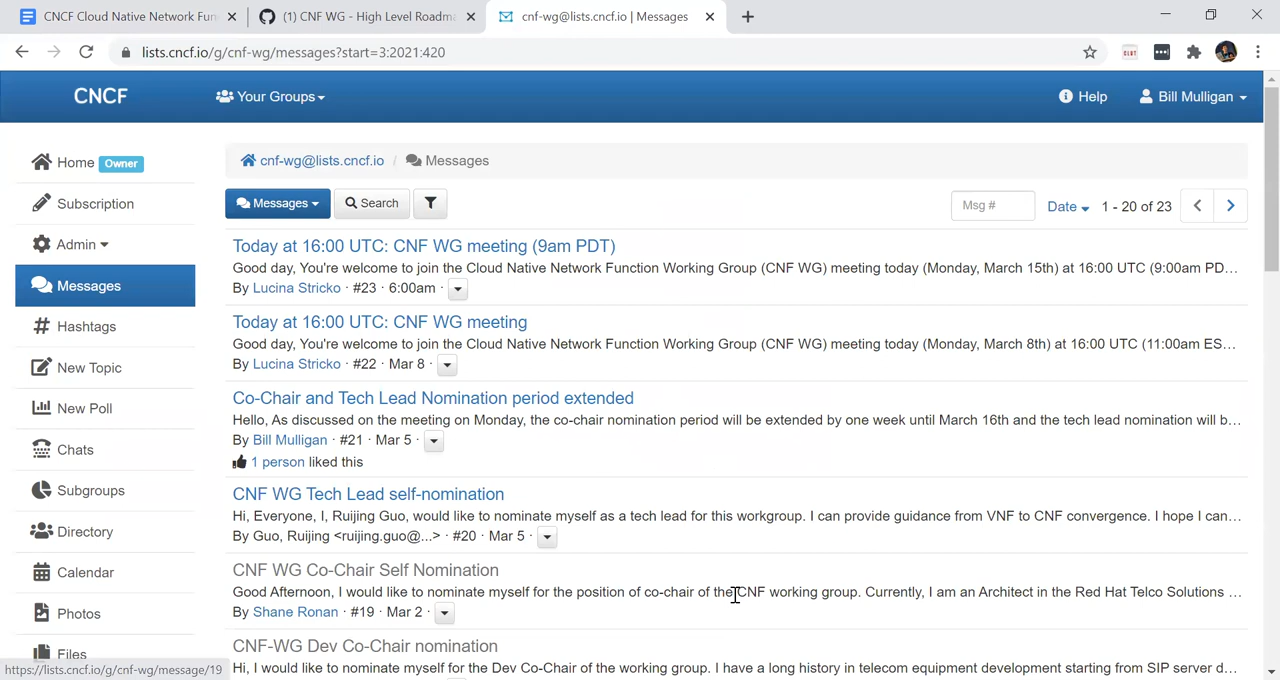 CNCF Cloud Native Network Fun
(1) CNF WG - High Level Roadma
cnf-wg@lists.cncf.io | Messages
lists.cncf.io/g/cnf-wg/messages?start=3:2021:420
CNCF
Your Groups
Help
Bill Mulligan
Home Owner
Subscription
Admin
Messages
Hashtags
New Topic
New Poll
Chats
Subgroups
Directory
Calendar
Photos
Files
cnf-wg@lists.cncf.io / Messages
Messages
Search
Msg #
Date
1 - 20 of 23
Today at 16:00 UTC: CNF WG meeting (9am PDT)
Good day, You're welcome to join the Cloud Native Network Function Working Group (CNF WG) meeting today (Monday, March 15th) at 16:00 UTC (9:00am PD...
By Lucina Stricko · #23 · 6:00am ·
Today at 16:00 UTC: CNF WG meeting
Good day, You're welcome to join the Cloud Native Network Function Working Group (CNF WG) meeting today (Monday, March 8th) at 16:00 UTC (11:00am ES...
By Lucina Stricko · #22 · Mar 8 ·
Co-Chair and Tech Lead Nomination period extended
Hello, As discussed on the meeting on Monday, the co-chair nomination period will be extended by one week until March 16th and the tech lead nomination will b...
By Bill Mulligan · #21 · Mar 5 ·
1 person liked this
CNF WG Tech Lead self-nomination
Hi, Everyone, I, Ruijing Guo, would like to nominate myself as a tech lead for this workgroup. I can provide guidance from VNF to CNF convergence. I hope I can...
By Guo, Ruijing <ruijing.guo@...> · #20 · Mar 5 ·
CNF WG Co-Chair Self Nomination
Good Afternoon, I would like to nominate myself for the position of co-chair of the CNF working group. Currently, I am an Architect in the Red Hat Telco Solutions ...
By Shane Ronan · #19 · Mar 2 ·
CNF-WG Dev Co-Chair nomination
Hi, I would like to nominate myself for the Dev Co-Chair of the working group. I have a long history in telecom equipment development starting from SIP server d...
https://lists.cncf.io/g/cnf-wg/message/19